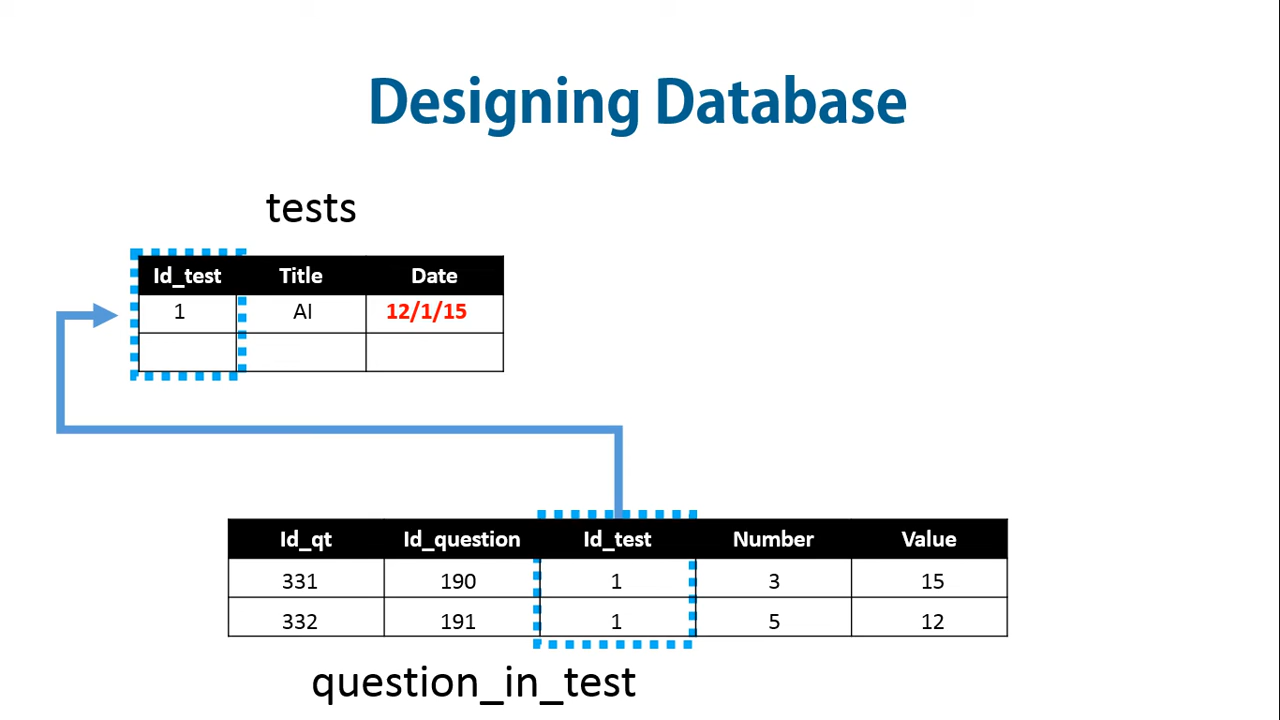 Designing Database
tests
Id_test Title Date
1 AI 12/1/15
Id_qt Id_question Id_test Number Value
331 190 1 3 15
332 191 1 5 12
question_in_test